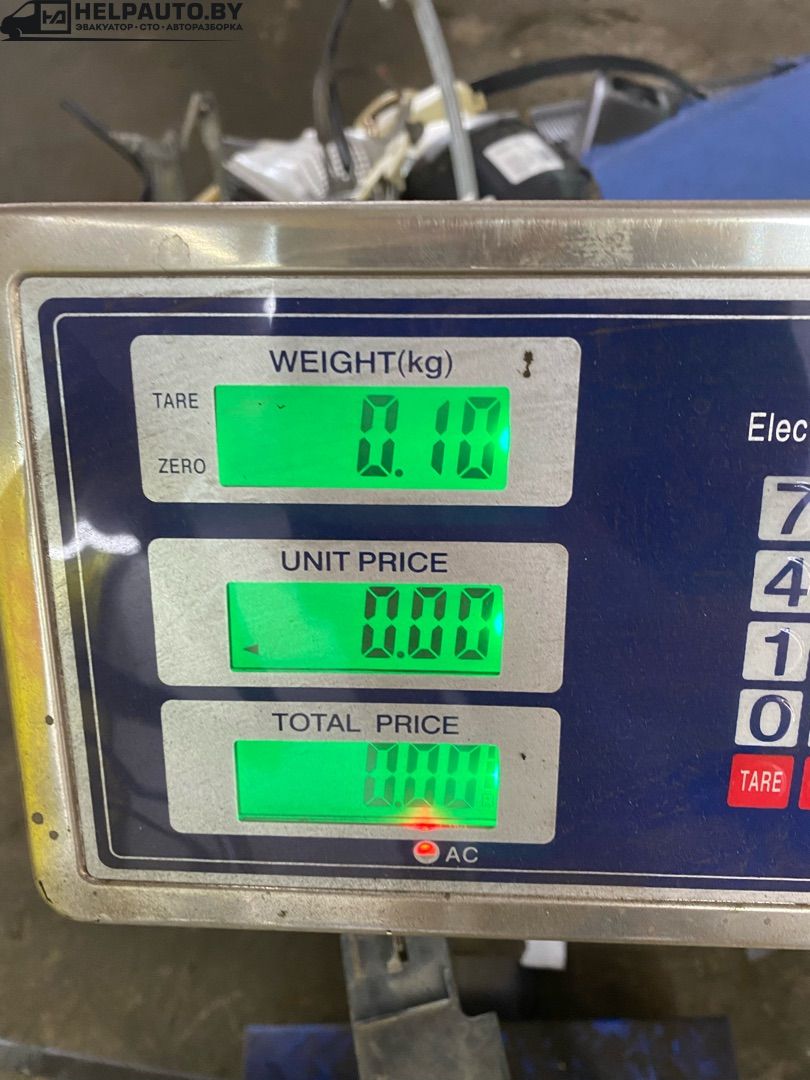 HELPAUTO.BY
ЭВАКУАТОР • СТО • АВТОРАЗБОРКА
WEIGHT(kg)
TARE
0.10
ZERO
Elec
UNIT PRICE
0.00
TOTAL PRICE
0.00
AC
7
4
1
0
TARE